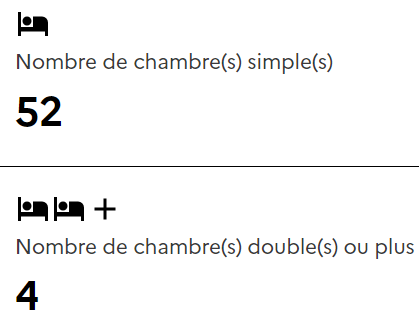 Nombre de chambre(s) simple(s)
52
Nombre de chambre(s) double(s) ou plus
4